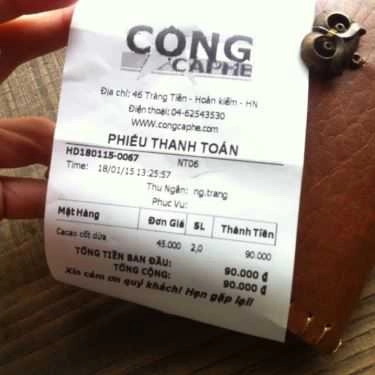 CỘNG
CAPHE
Địa chỉ: 46 Tràng Tiền - Hoàn kiếm - HN
Điện thoại: 04-62543530
www.congcaphe.com
PHIẾU THANH TOÁN
HD180115-0067 NT06
Time: 18/01/15 13:25:57
Thu Ngân: ng.trang
Phục Vụ:
Mặt Hàng Đơn Giá SL Thành Tiền
Cacao cốt dừa 45.000 2,0 90.000
TỔNG TIỀN BAN ĐẦU: 90.000 đ
TỔNG CỘNG: 90.000 đ
Xin cảm ơn quý khách! Hẹn gặp lại!